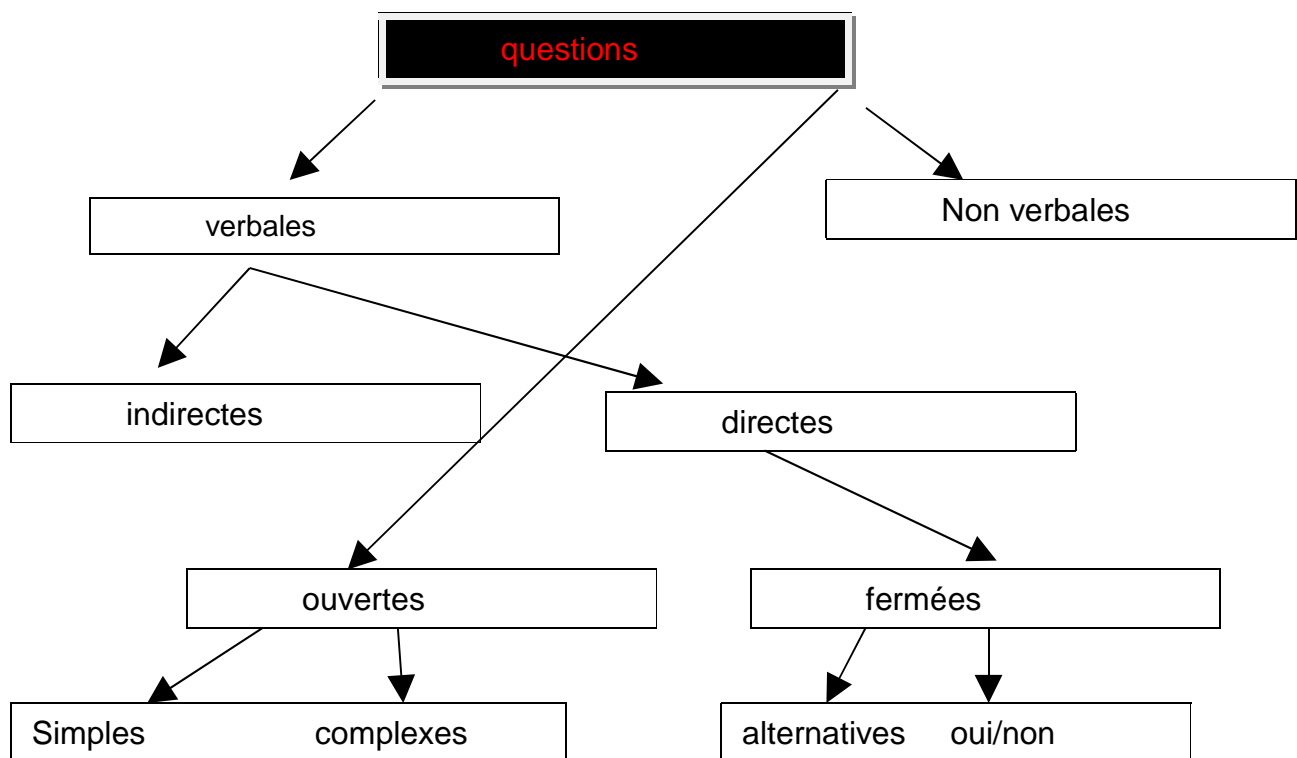 questions
verbales
Non verbales
indirectes
directes
ouvertes
fermées
Simples complexes
alternatives oui/non